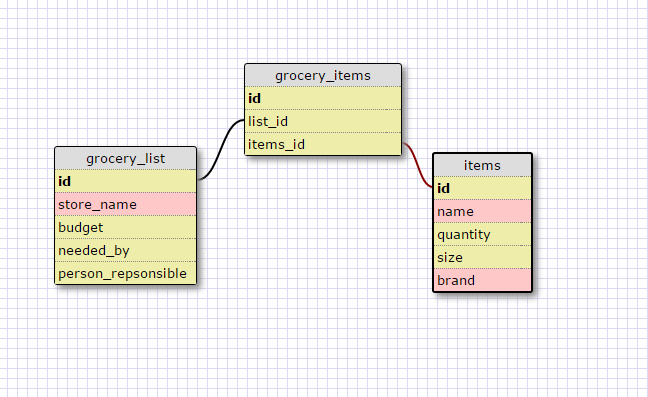 grocery_items
id
list_id
items_id
grocery_list
id
store_name
budget
needed_by
person_repsonsible
items
id
name
quantity
size
brand